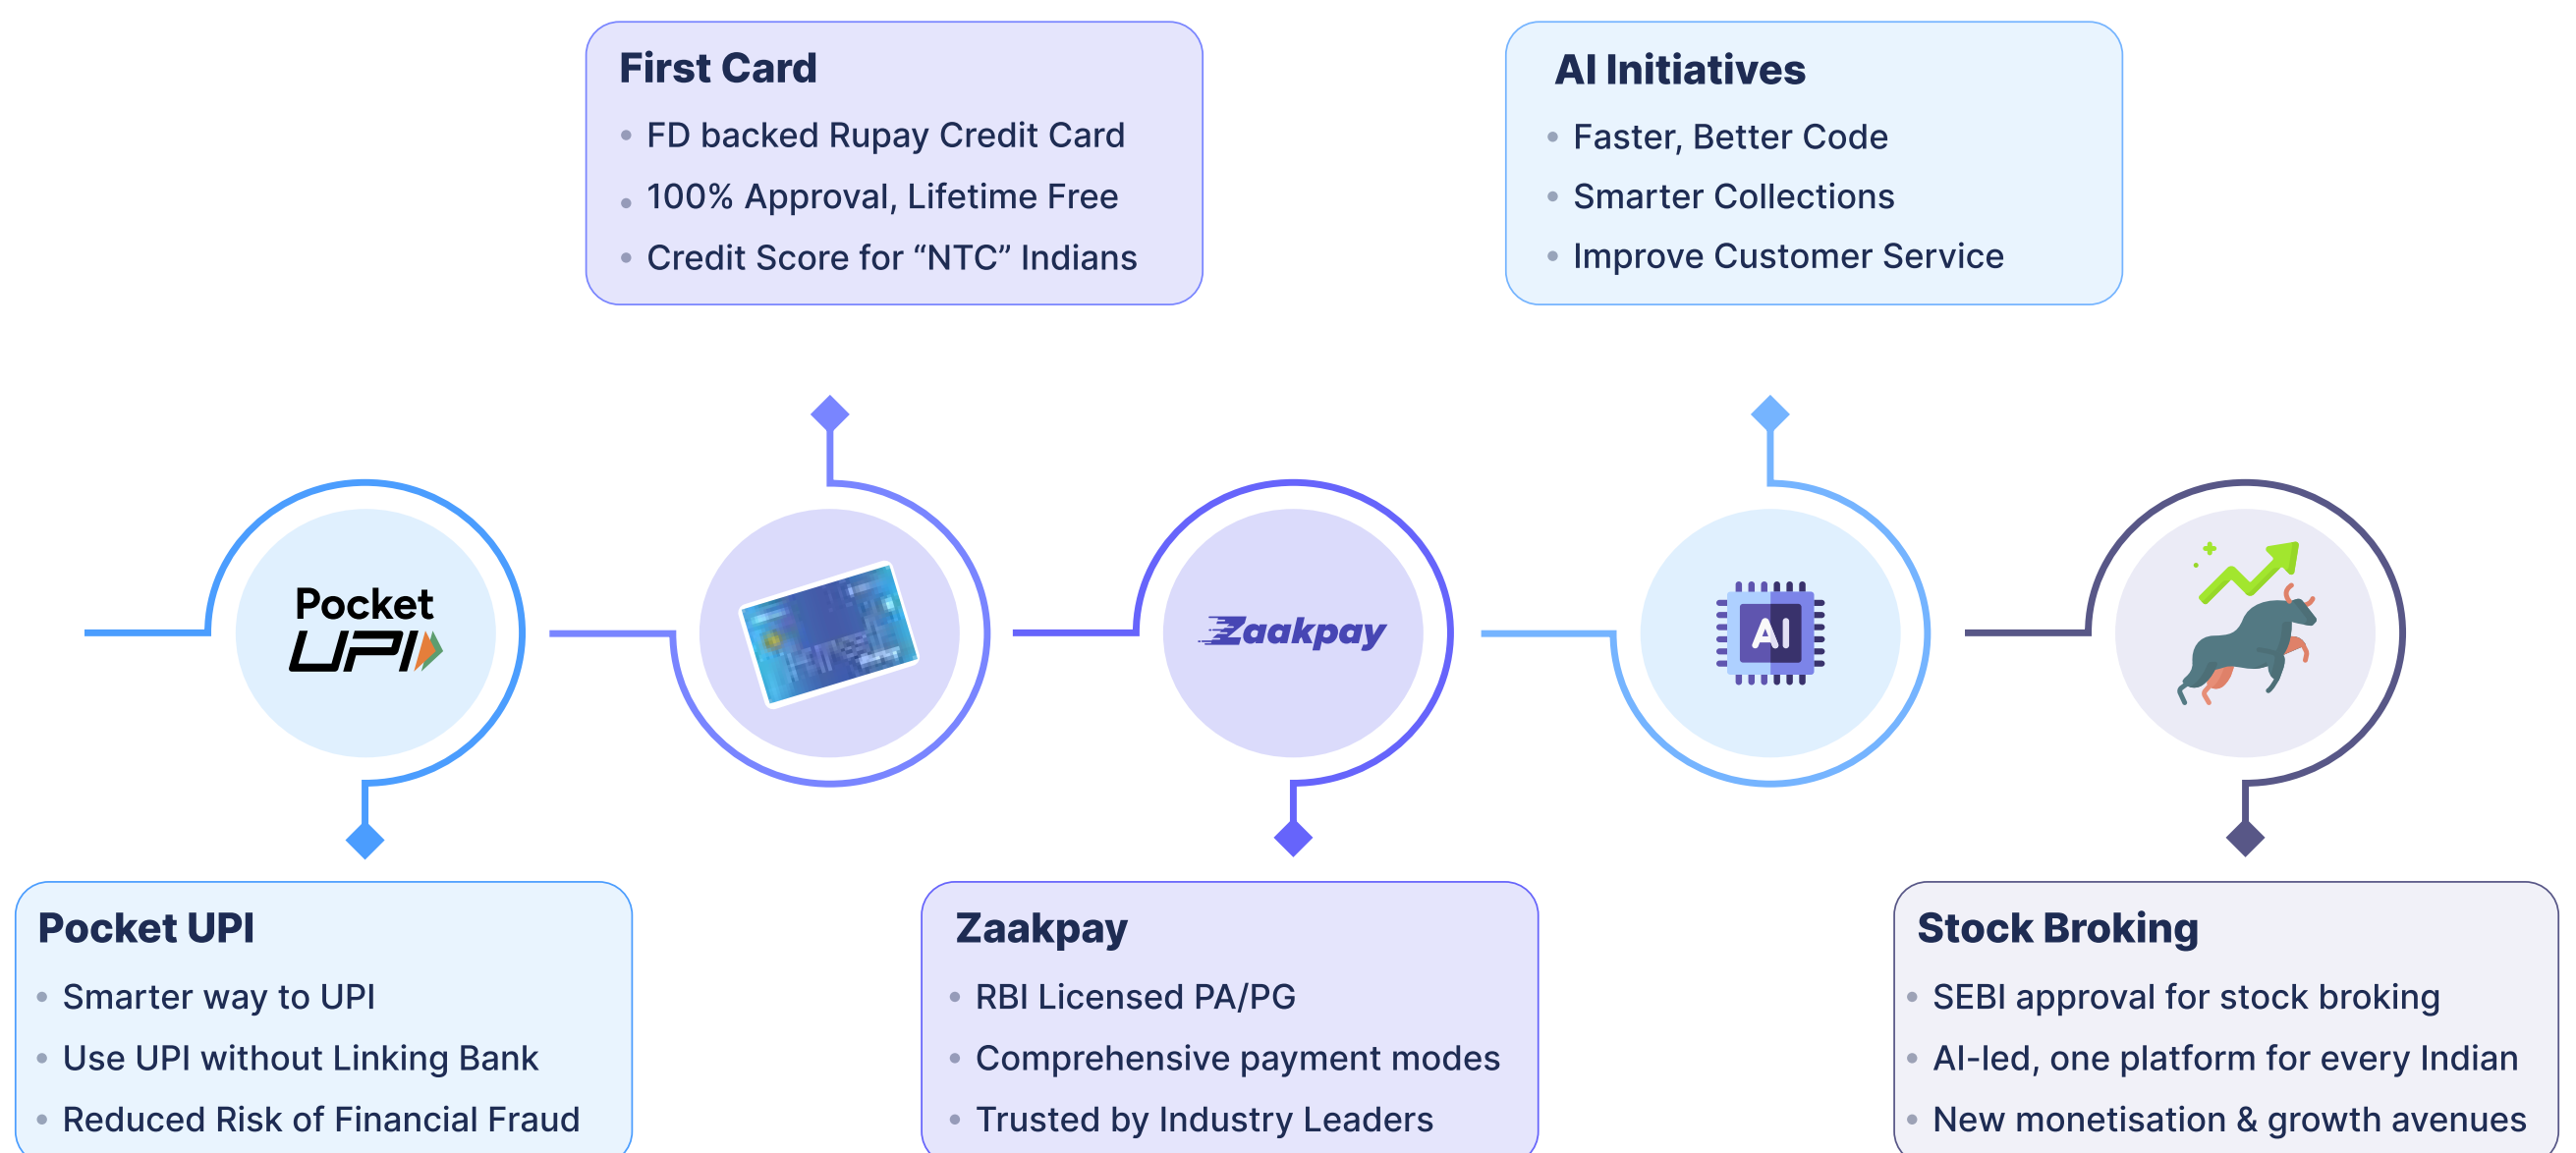 First Card
FD backed Rupay Credit Card
100% Approval, Lifetime Free
Credit Score for “NTC” Indians
AI Initiatives
Faster, Better Code
Smarter Collections
Improve Customer Service
Pocket
UPI
Zaakpay
AI
Pocket UPI
Smarter way to UPI
Use UPI without Linking Bank
Reduced Risk of Financial Fraud
Zaakpay
RBI Licensed PA/PG
Comprehensive payment modes
Trusted by Industry Leaders
Stock Broking
SEBI approval for stock broking
AI-led, one platform for every Indian
New monetisation & growth avenues